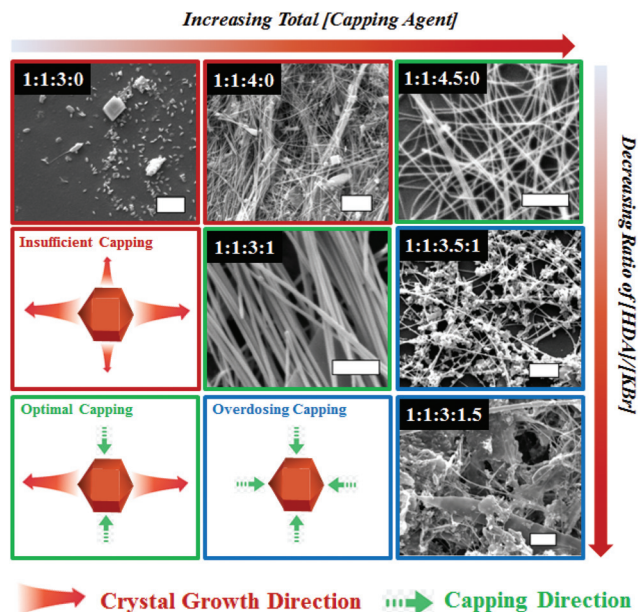 Increasing Total [Capping Agent]
1:1:3:0
1:1:4:0
1:1:4.5:0
Decreasing Ratio of [HDA]/[KBr]
Insufficient Capping
1:1:3:1
1:1:3.5:1
Optimal Capping
Overdosing Capping
1:1:3:1.5
Crystal Growth Direction
Capping Direction